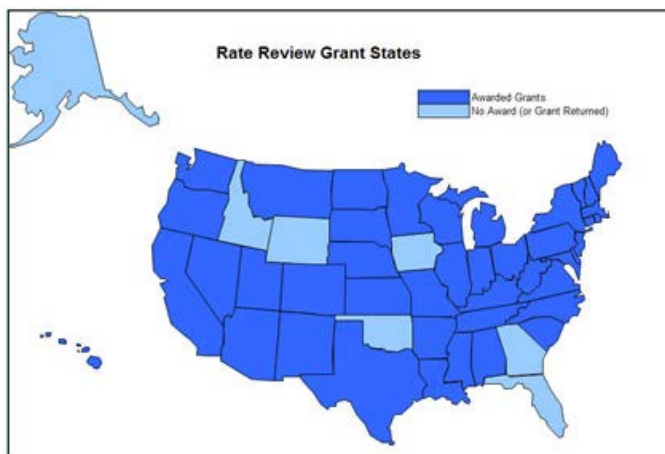 Rate Review Grant States
Awarded Grants
No Award (or Grant Returned)